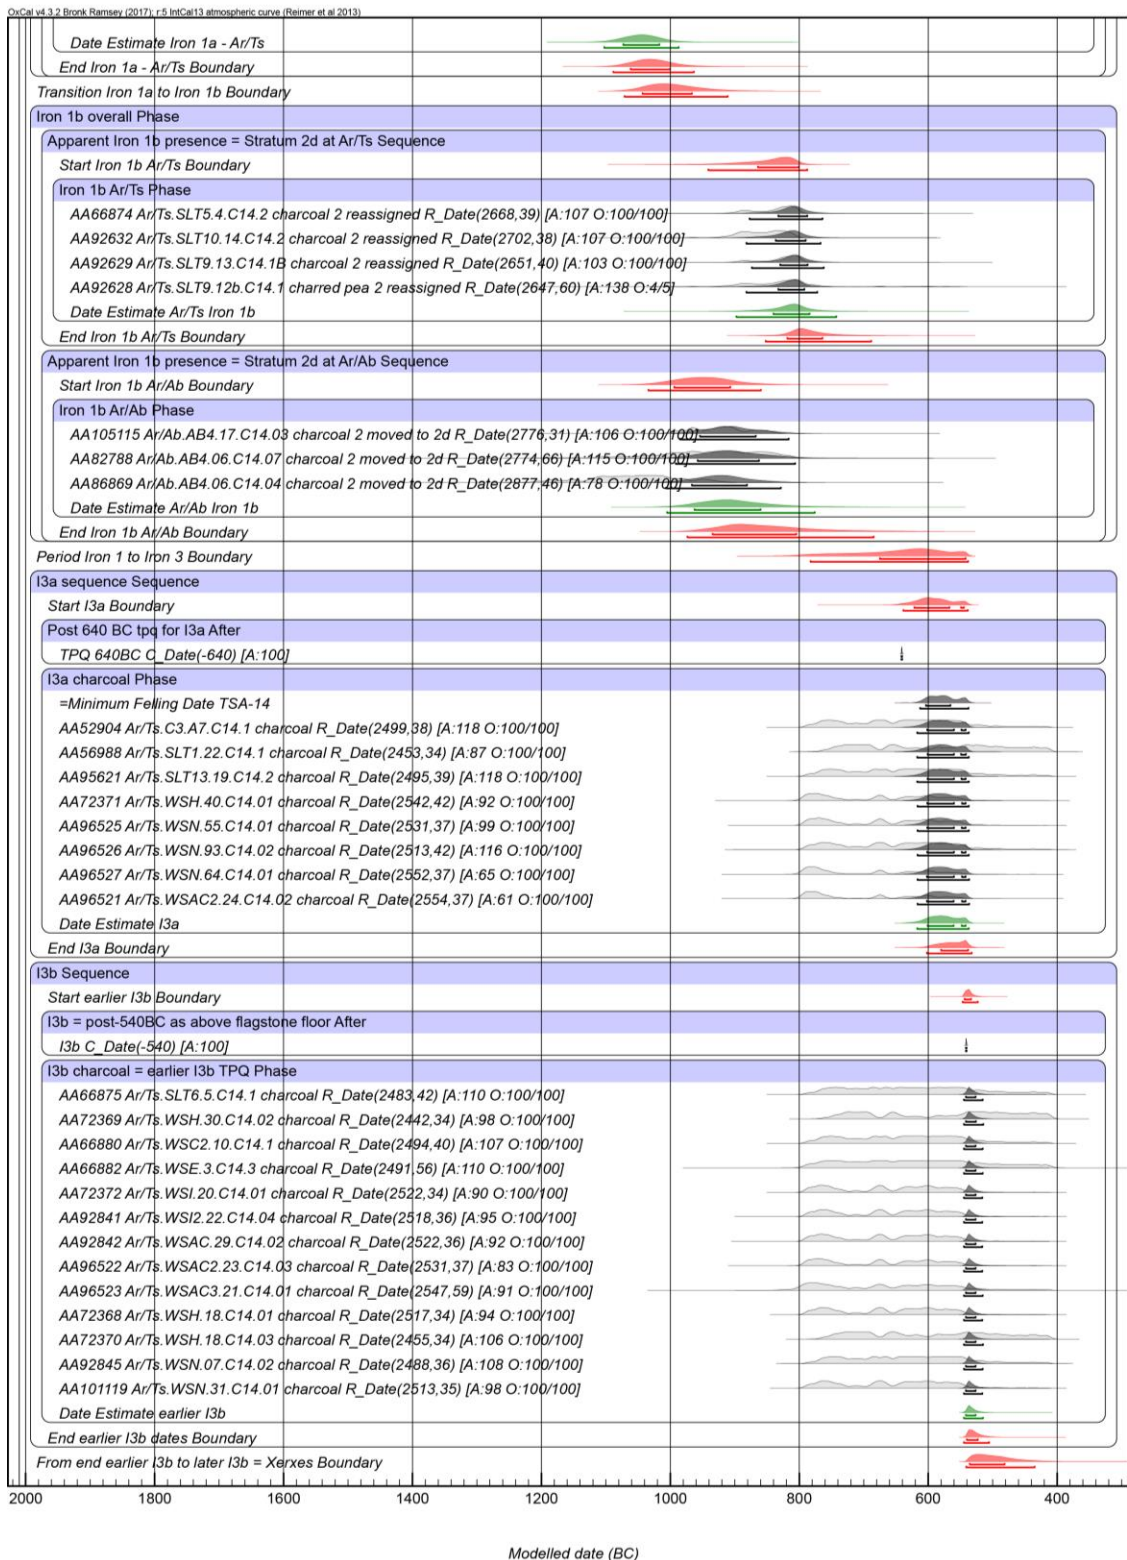 OxCal v4.3.2 Bronk Ramsey (2017); r:5 IntCal13 atmospheric curve (Reimer et al 2013)
Date Estimate Iron 1a - Ar/Ts
End Iron 1a - Ar/Ts Boundary
Transition Iron 1a to Iron 1b Boundary
Iron 1b overall Phase
Apparent Iron 1b presence = Stratum 2d at Ar/Ts Sequence
Start Iron 1b Ar/Ts Boundary
Iron 1b Ar/Ts Phase
AA66874 Ar/Ts.SLT5.4.C14.2 charcoal 2 reassigned R_Date(2668,39) [A:107 O:100/100]
AA92632 Ar/Ts.SLT10.14.C14.2 charcoal 2 reassigned R_Date(2702,38) [A:107 O:100/100]
AA92629 Ar/Ts.SLT9.13.C14.1B charcoal 2 reassigned R_Date(2651,40) [A:103 O:100/100]
AA92628 Ar/Ts.SLT9.12b.C14.1 charred pea 2 reassigned R_Date(2647,60) [A:138 O:4/5]
Date Estimate Ar/Ts Iron 1b
End Iron 1b Ar/Ts Boundary
Apparent Iron 1b presence = Stratum 2d at Ar/Ab Sequence
Start Iron 1b Ar/Ab Boundary
Iron 1b Ar/Ab Phase
AA105115 Ar/Ab.AB4.17.C14.03 charcoal 2 moved to 2d R_Date(2776,31) [A:106 O:100/100]
AA82788 Ar/Ab.AB4.06.C14.07 charcoal 2 moved to 2d R_Date(2774,66) [A:115 O:100/100]
AA86869 Ar/Ab.AB4.06.C14.04 charcoal 2 moved to 2d R_Date(2877,46) [A:78 O:100/100]
Date Estimate Ar/Ab Iron 1b
End Iron 1b Ar/Ab Boundary
Period Iron 1 to Iron 3 Boundary
I3a sequence Sequence
Start I3a Boundary
Post 640 BC tpq for I3a After
TPQ 640BC C_Date(-640) [A:100]
I3a charcoal Phase
=Minimum Felling Date TSA-14
AA52904 Ar/Ts.C3.A7.C14.1 charcoal R_Date(2499,38) [A:118 O:100/100]
AA56988 Ar/Ts.SLT1.22.C14.1 charcoal R_Date(2453,34) [A:87 O:100/100]
AA95621 Ar/Ts.SLT13.19.C14.2 charcoal R_Date(2495,39) [A:118 O:100/100]
AA72371 Ar/Ts.WSH.40.C14.01 charcoal R_Date(2542,42) [A:92 O:100/100]
AA96525 Ar/Ts.WSN.55.C14.01 charcoal R_Date(2531,37) [A:99 O:100/100]
AA96526 Ar/Ts.WSN.93.C14.02 charcoal R_Date(2513,42) [A:116 O:100/100]
AA96527 Ar/Ts.WSN.64.C14.01 charcoal R_Date(2552,37) [A:65 O:100/100]
AA96521 Ar/Ts.WSAC2.24.C14.02 charcoal R_Date(2554,37) [A:61 O:100/100]
Date Estimate I3a
End I3a Boundary
I3b Sequence
Start earlier I3b Boundary
I3b = post-540BC as above flagstone floor After
I3b C_Date(-540) [A:100]
I3b charcoal = earlier I3b TPQ Phase
AA66875 Ar/Ts.SLT6.5.C14.1 charcoal R_Date(2483,42) [A:110 O:100/100]
AA72369 Ar/Ts.WSH.30.C14.02 charcoal R_Date(2442,34) [A:98 O:100/100]
AA66880 Ar/Ts.WSC2.10.C14.1 charcoal R_Date(2494,40) [A:107 O:100/100]
AA66882 Ar/Ts.WSE.3.C14.3 charcoal R_Date(2491,56) [A:110 O:100/100]
AA72372 Ar/Ts.WSI.20.C14.01 charcoal R_Date(2522,34) [A:90 O:100/100]
AA92841 Ar/Ts.WSI2.22.C14.04 charcoal R_Date(2518,36) [A:95 O:100/100]
AA92842 Ar/Ts.WSAC.29.C14.02 charcoal R_Date(2522,36) [A:92 O:100/100]
AA96522 Ar/Ts.WSAC2.23.C14.03 charcoal R_Date(2531,37) [A:83 O:100/100]
AA96523 Ar/Ts.WSAC3.21.C14.01 charcoal R_Date(2547,59) [A:91 O:100/100]
AA72368 Ar/Ts.WSH.18.C14.01 charcoal R_Date(2517,34) [A:94 O:100/100]
AA72370 Ar/Ts.WSH.18.C14.03 charcoal R_Date(2455,34) [A:106 O:100/100]
AA92845 Ar/Ts.WSN.07.C14.02 charcoal R_Date(2488,36) [A:108 O:100/100]
AA101119 Ar/Ts.WSN.31.C14.01 charcoal R_Date(2513,35) [A:98 O:100/100]
Date Estimate earlier I3b
End earlier I3b dates Boundary
From end earlier I3b to later I3b = Xerxes Boundary
2000 1800 1600 1400 1200 1000 800 600 400
Modelled date (BC)